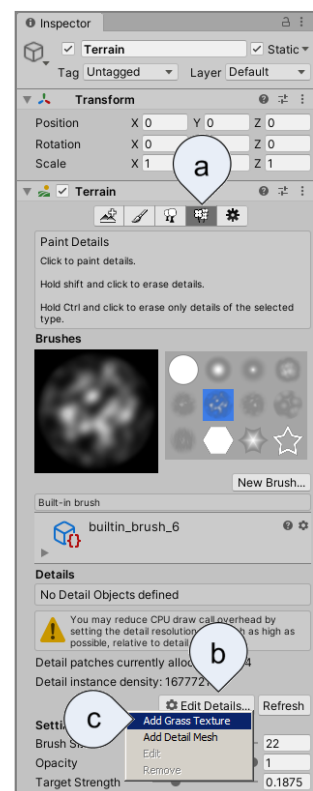 Inspector
Terrain
Static
Tag Untagged Layer Default
Transform
Position X 0 Y 0 Z 0
Rotation X 0 Z 0
Scale X 1 Z 1
a
Terrain
Paint Details
Click to paint details.
Hold shift and click to erase details.
Hold Ctrl and click to erase only details of the selected
type.
Brushes
New Brush...
Built-in brush
builtin_brush_6
Details
No Detail Objects defined
You may reduce CPU draw call overhead by
setting the detail resolution as high as
possible, relative to detail
b
Detail patches currently 4
Detail instance density:
Edit Details... Refresh
c
Add Grass Texture
Add Detail Mesh
Edit
Remove
Brush 22
Opacity 1
Target Strength 0.1875